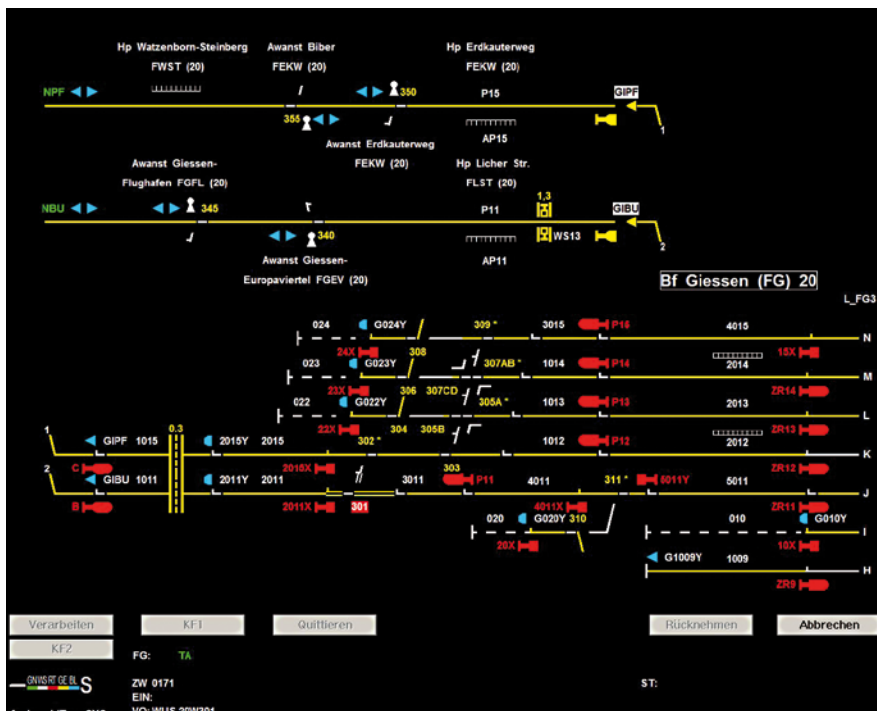 Hp Watzenborn-Steinberg Awanst Biber Hp Erdkauterweg
FWST (20) FEKW (20) FEKW (20)
NPF 350 P15 GIPF
355 1
AP15
Awanst Erdkauterweg
FEKW (20)
Awanst Giessen- Hp Licher Str.
Flughafen FGFL (20) FLST (20)
1,3
NBU 345 P11 GIBU
340 WS13 2
Awanst Giessen- AP11
Europaviertel FGEV (20)
Bf Giessen (FG) 20
L_FG3
024 G024Y 309 * 3015 P15 4015
N
24X 308 15X
023 G023Y 307AB * 1014 P14 2014
M
23X 306 307CD ZR14
022 G022Y 305A * 1013 P13 2013
L
22X 304 305B ZR13
1 GIPF 1015 0.3 2015Y 2015 302 * 1012 P12 2012
K
C 2015X 303 ZR12
2 GIBU 1011 2011Y 2011 3011 P11 4011 311 * 5011Y 5011
J
B 2011X 301 4011X ZR11
020 G020Y 310 010 G010Y
I
20X 10X
G1009Y 1009
H
ZR9
Verarbeiten KF1 Quittieren Rücknehmen Abbrechen
KF2
FG: TA
GNWSRT GE BL S
ZW 0171 ST:
EIN: